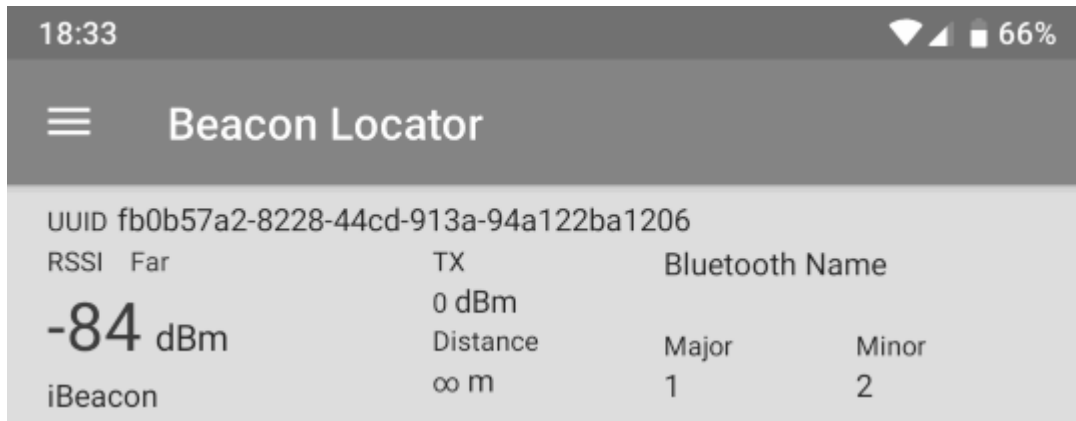 18:33 66%
Beacon Locator
UUID fb0b57a2-8228-44cd-913a-94a122ba1206
RSSI Far TX Bluetooth Name
0 dBm
-84 dBm Distance Major Minor
iBeacon ∞ m 1 2